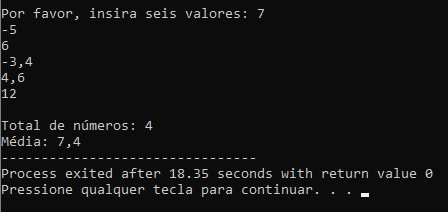 Por favor, insira seis valores: 7
-5
6
-3,4
4,6
12
Total de números: 4
Média: 7,4
--------------------------------
Process exited after 18.35 seconds with return value 0
Pressione qualquer tecla para continuar. . .